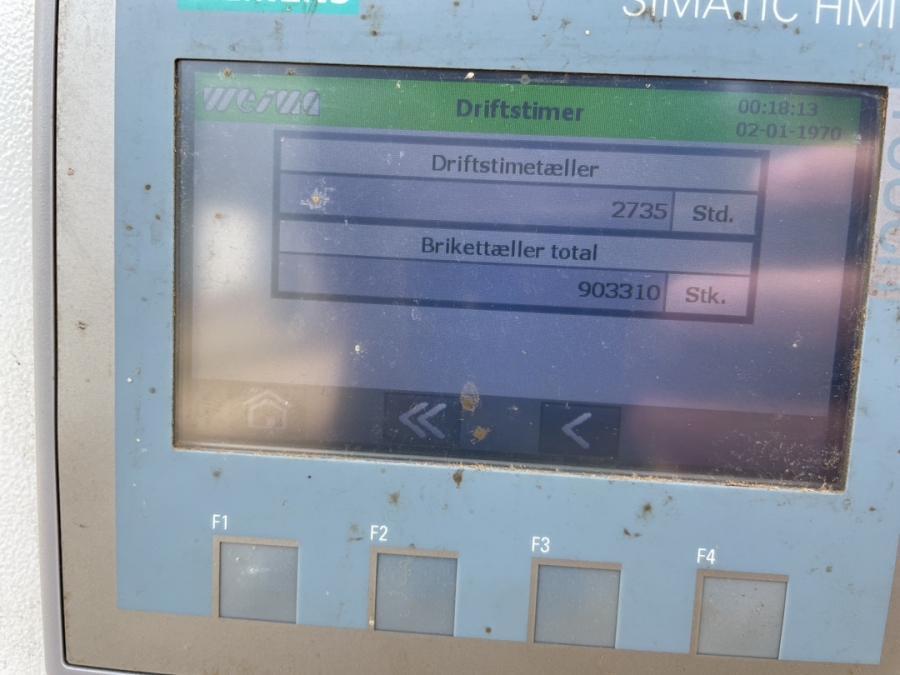 SIEMENS
SIMATIC HMI
weima
Driftstimer
00:18:13
02-01-1970
Driftstimetæller
2735 Std.
Brikettæller total
903310 Stk.
F1
F2
F3
F4